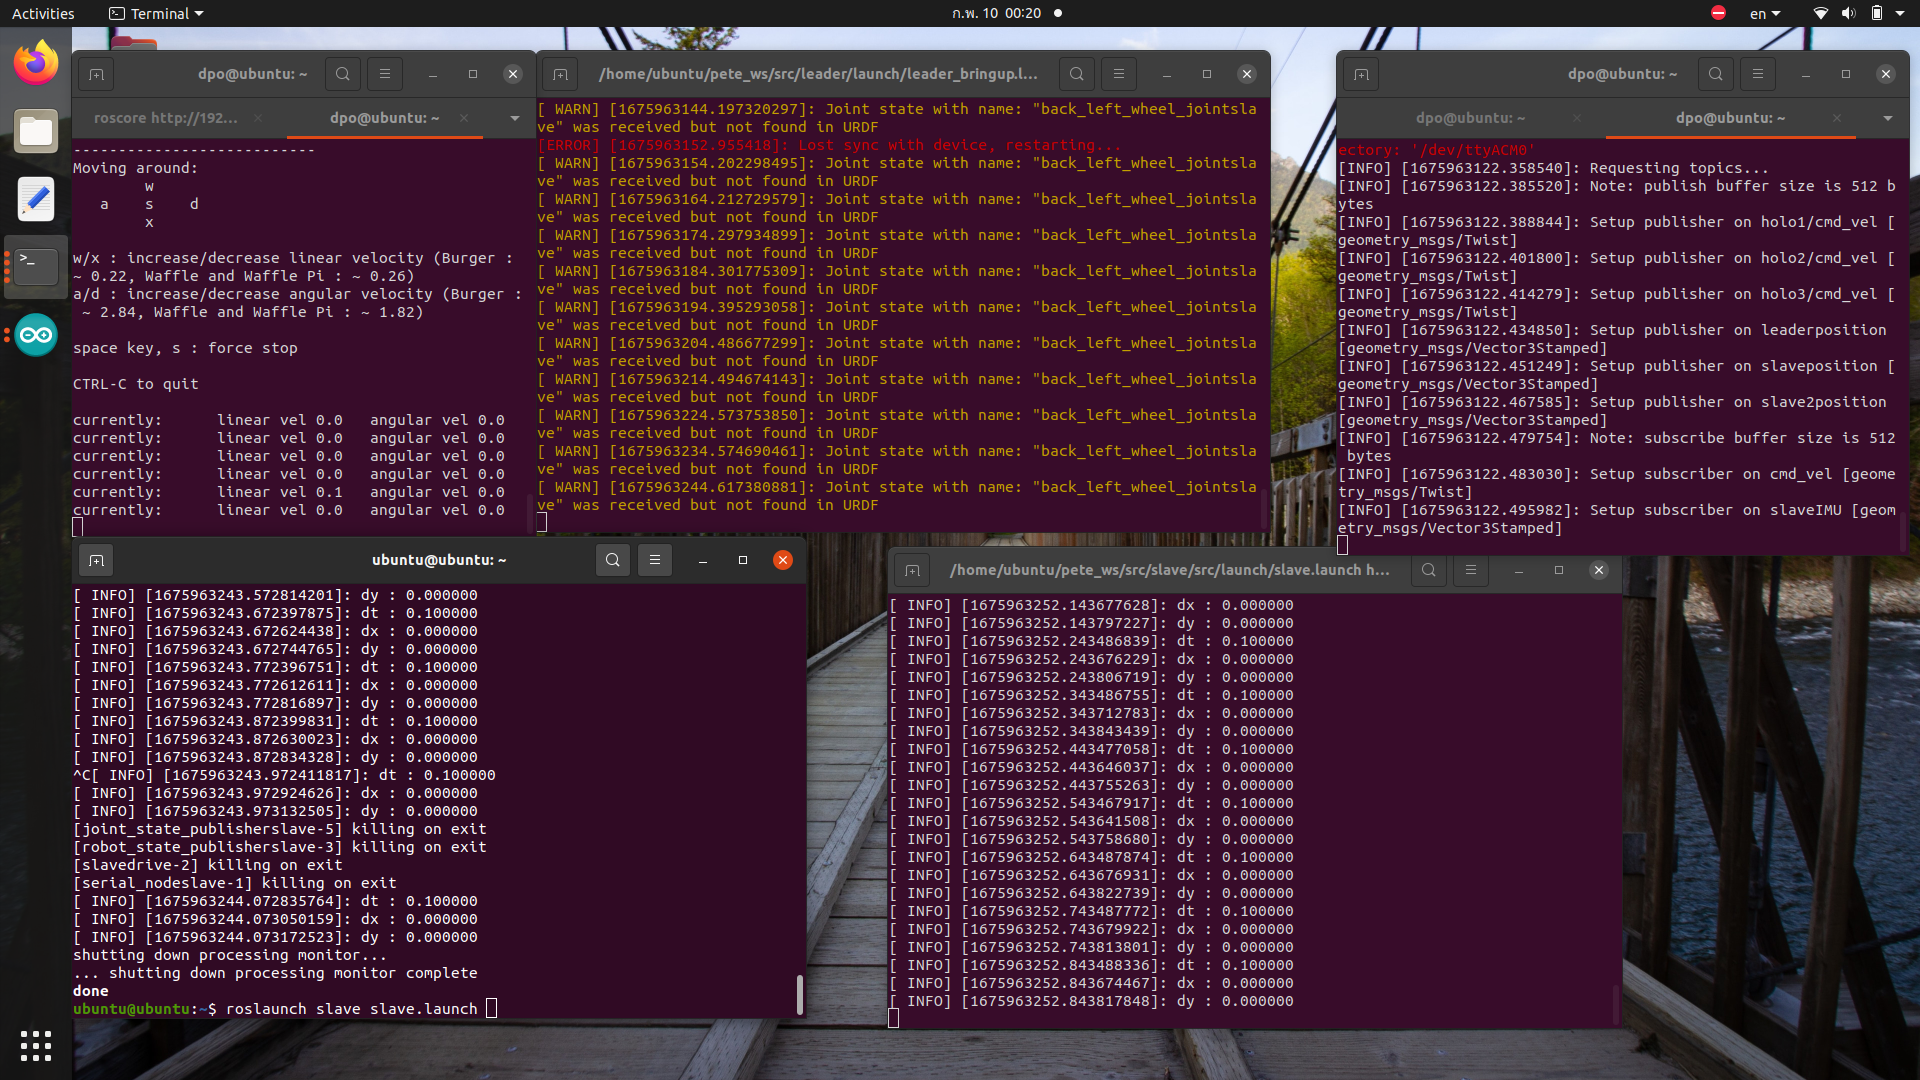 Activities
Terminal
ก.พ. 10 00:20
en
dpo@ubuntu: ~
roscore http://192...
dpo@ubuntu: ~
---------------------------
Moving around:
w
a s d
x
w/x : increase/decrease linear velocity (Burger :
~ 0.22, Waffle and Waffle Pi : ~ 0.26)
a/d : increase/decrease angular velocity (Burger :
~ 2.84, Waffle and Waffle Pi : ~ 1.82)
space key, s : force stop
CTRL-C to quit
currently: linear vel 0.0 angular vel 0.0
currently: linear vel 0.0 angular vel 0.0
currently: linear vel 0.0 angular vel 0.0
currently: linear vel 0.0 angular vel 0.0
currently: linear vel 0.1 angular vel 0.0
currently: linear vel 0.0 angular vel 0.0
/home/ubuntu/pete_ws/src/leader/launch/leader_bringup.l...
[ WARN] [1675963144.197320297]: Joint state with name: "back_left_wheel_jointsla
ve" was received but not found in URDF
[ERROR] [1675963152.955418]: Lost sync with device, restarting...
[ WARN] [1675963154.202298495]: Joint state with name: "back_left_wheel_jointsla
ve" was received but not found in URDF
[ WARN] [1675963164.212729579]: Joint state with name: "back_left_wheel_jointsla
ve" was received but not found in URDF
[ WARN] [1675963174.297934899]: Joint state with name: "back_left_wheel_jointsla
ve" was received but not found in URDF
[ WARN] [1675963184.301775309]: Joint state with name: "back_left_wheel_jointsla
ve" was received but not found in URDF
[ WARN] [1675963194.395293058]: Joint state with name: "back_left_wheel_jointsla
ve" was received but not found in URDF
[ WARN] [1675963204.486677299]: Joint state with name: "back_left_wheel_jointsla
ve" was received but not found in URDF
[ WARN] [1675963214.494674143]: Joint state with name: "back_left_wheel_jointsla
ve" was received but not found in URDF
[ WARN] [1675963224.573753850]: Joint state with name: "back_left_wheel_jointsla
ve" was received but not found in URDF
[ WARN] [1675963234.574690461]: Joint state with name: "back_left_wheel_jointsla
ve" was received but not found in URDF
[ WARN] [1675963244.617380881]: Joint state with name: "back_left_wheel_jointsla
ve" was received but not found in URDF
dpo@ubuntu: ~
dpo@ubuntu: ~
dpo@ubuntu: ~
ectory: '/dev/ttyACM0'
[INFO] [1675963122.358540]: Requesting topics...
[INFO] [1675963122.385520]: Note: publish buffer size is 512 b
ytes
[INFO] [1675963122.388844]: Setup publisher on holo1/cmd_vel [
geometry_msgs/Twist]
[INFO] [1675963122.401800]: Setup publisher on holo2/cmd_vel [
geometry_msgs/Twist]
[INFO] [1675963122.414279]: Setup publisher on holo3/cmd_vel [
geometry_msgs/Twist]
[INFO] [1675963122.434850]: Setup publisher on leaderposition
[geometry_msgs/Vector3Stamped]
[INFO] [1675963122.451249]: Setup publisher on slaveposition [
geometry_msgs/Vector3Stamped]
[INFO] [1675963122.467585]: Setup publisher on slave2position
[geometry_msgs/Vector3Stamped]
[INFO] [1675963122.479754]: Note: subscribe buffer size is 512
bytes
[INFO] [1675963122.483030]: Setup subscriber on cmd_vel [geome
try_msgs/Twist]
[INFO] [1675963122.495982]: Setup subscriber on slaveIMU [geom
etry_msgs/Vector3Stamped]
ubuntu@ubuntu: ~
[ INFO] [1675963243.572814201]: dy : 0.000000
[ INFO] [1675963243.672397875]: dt : 0.100000
[ INFO] [1675963243.672624438]: dx : 0.000000
[ INFO] [1675963243.672744765]: dy : 0.000000
[ INFO] [1675963243.772396751]: dt : 0.100000
[ INFO] [1675963243.772612611]: dx : 0.000000
[ INFO] [1675963243.772816897]: dy : 0.000000
[ INFO] [1675963243.872399831]: dt : 0.100000
[ INFO] [1675963243.872630023]: dx : 0.000000
[ INFO] [1675963243.872834328]: dy : 0.000000
^C[ INFO] [1675963243.972411817]: dt : 0.100000
[ INFO] [1675963243.972924626]: dx : 0.000000
[ INFO] [1675963243.973132505]: dy : 0.000000
[joint_state_publisherslave-5] killing on exit
[robot_state_publisherslave-3] killing on exit
[slavedrive-2] killing on exit
[serial_nodeslave-1] killing on exit
[ INFO] [1675963244.072835764]: dt : 0.100000
[ INFO] [1675963244.073050159]: dx : 0.000000
[ INFO] [1675963244.073172523]: dy : 0.000000
shutting down processing monitor...
... shutting down processing monitor complete
done
ubuntu@ubuntu:~$ roslaunch slave slave.launch
/home/ubuntu/pete_ws/src/slave/src/launch/slave.launch h...
[ INFO] [1675963252.143677628]: dx : 0.000000
[ INFO] [1675963252.143797227]: dy : 0.000000
[ INFO] [1675963252.243486839]: dt : 0.100000
[ INFO] [1675963252.243676229]: dx : 0.000000
[ INFO] [1675963252.243806719]: dy : 0.000000
[ INFO] [1675963252.343486755]: dt : 0.100000
[ INFO] [1675963252.343712783]: dx : 0.000000
[ INFO] [1675963252.343843439]: dy : 0.000000
[ INFO] [1675963252.443477058]: dt : 0.100000
[ INFO] [1675963252.443646037]: dx : 0.000000
[ INFO] [1675963252.443755263]: dy : 0.000000
[ INFO] [1675963252.543467917]: dt : 0.100000
[ INFO] [1675963252.543641508]: dx : 0.000000
[ INFO] [1675963252.543758680]: dy : 0.000000
[ INFO] [1675963252.643487874]: dt : 0.100000
[ INFO] [1675963252.643676931]: dx : 0.000000
[ INFO] [1675963252.643822739]: dy : 0.000000
[ INFO] [1675963252.743487772]: dt : 0.100000
[ INFO] [1675963252.743679922]: dx : 0.000000
[ INFO] [1675963252.743813801]: dy : 0.000000
[ INFO] [1675963252.843488336]: dt : 0.100000
[ INFO] [1675963252.843674467]: dx : 0.000000
[ INFO] [1675963252.843817848]: dy : 0.000000